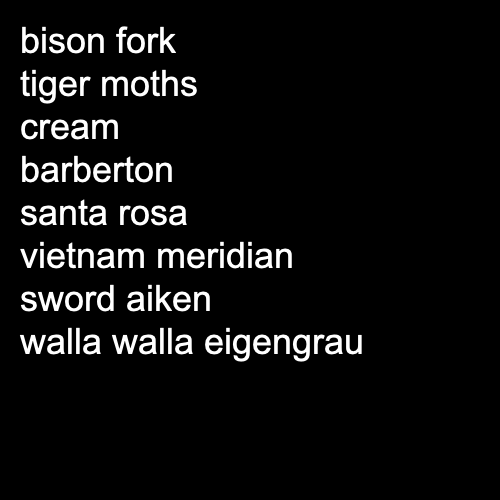 bison fork
tiger moths
cream
barberton
santa rosa
vietnam meridian
sword aiken
walla walla eigengrau